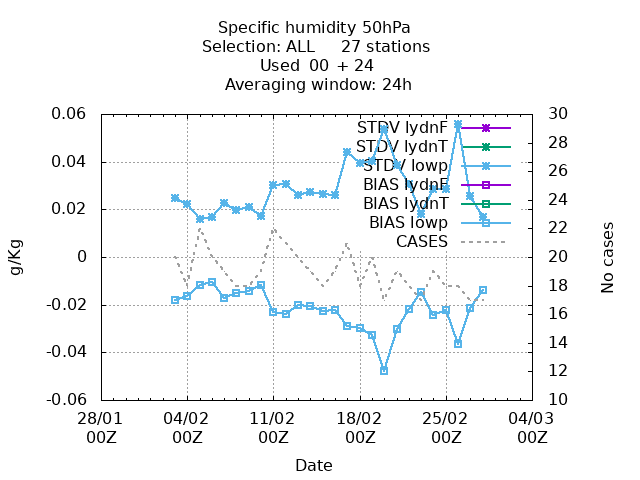 Specific humidity 50hPa
Selection: ALL 27 stations
Used 00 + 24
Averaging window: 24h
0.06
0.04
0.02
0
-0.02
-0.04
-0.06
g/Kg
30
28
26
24
22
20
18
16
14
12
10
No cases
STDV lydnF
STDV lydnT
STDV lowp
BIAS lydnF
BIAS lydnT
BIAS lowp
CASES
28/01 04/02 11/02 18/02 25/02 04/03
00Z 00Z 00Z 00Z 00Z 00Z
Date